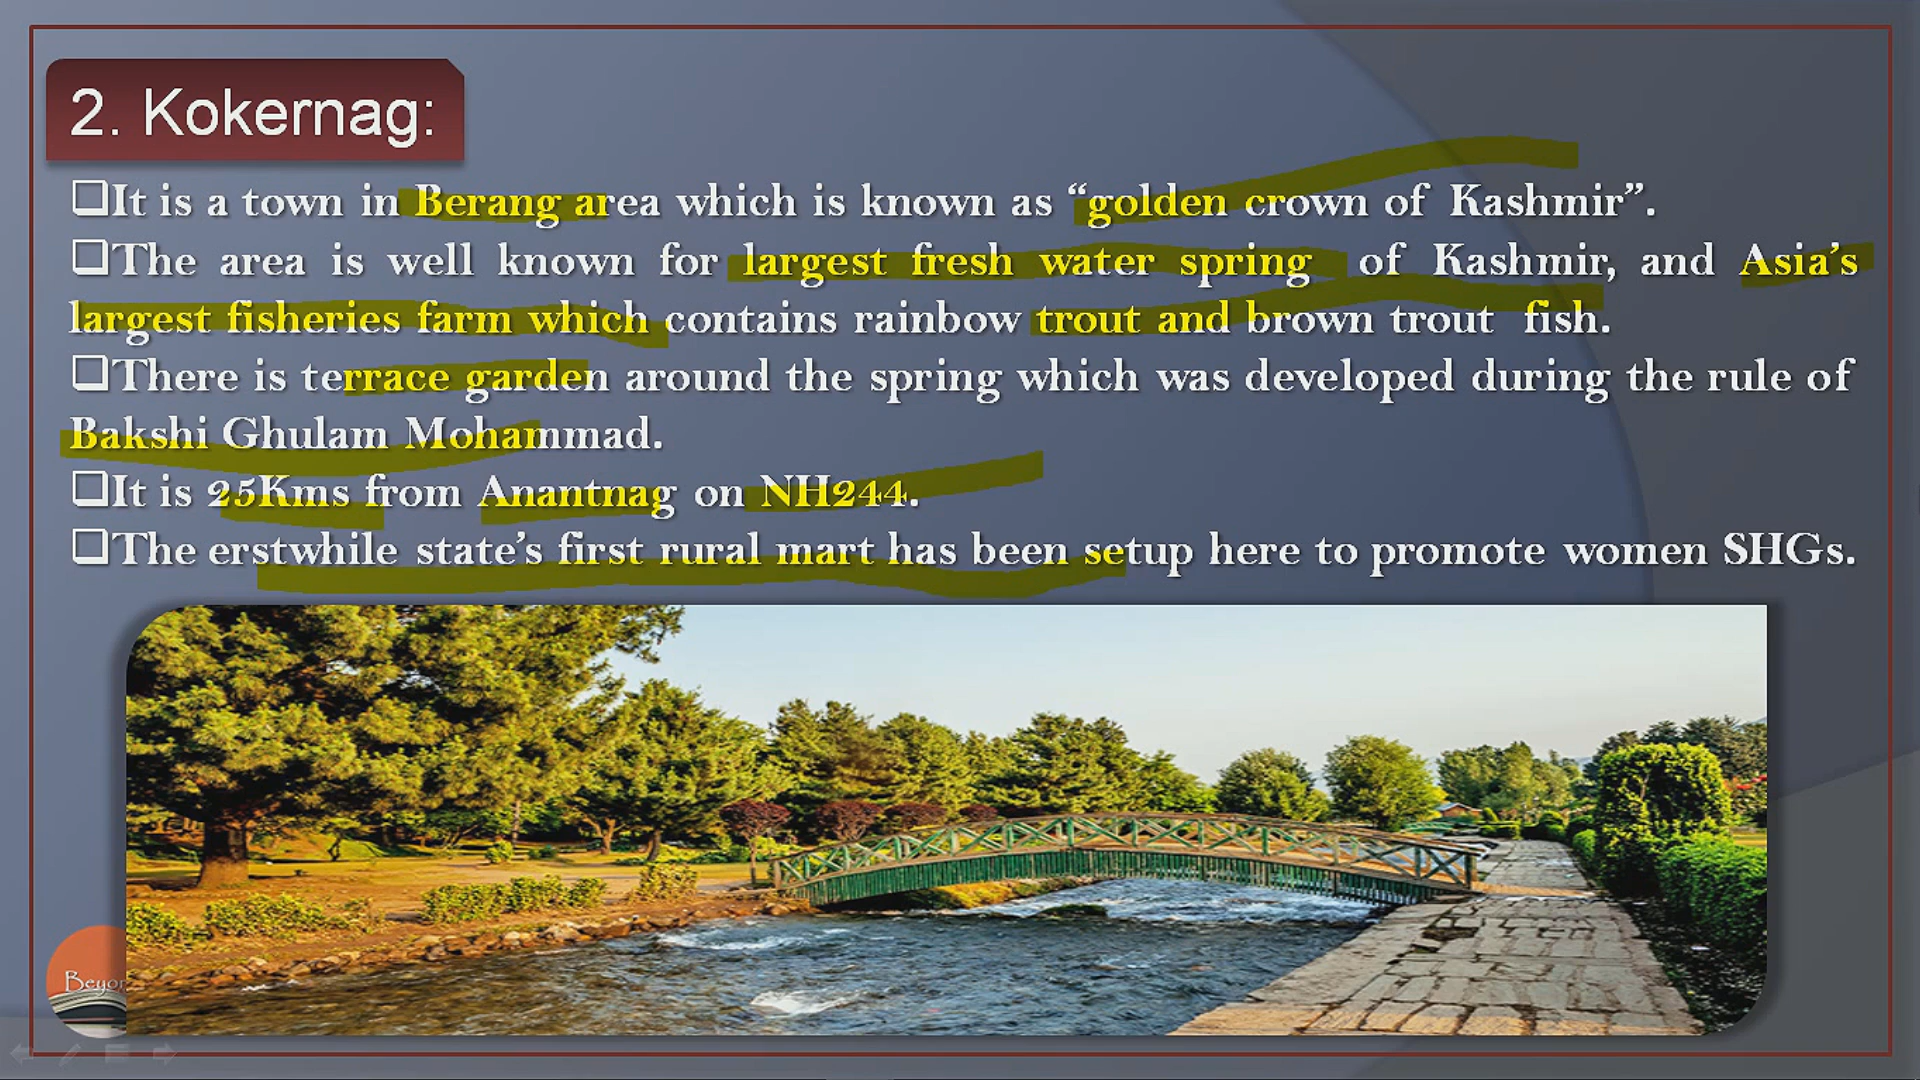 2. Kokernag:
❑It is a town in Berang area which is known as “golden crown of Kashmir”.
❑The area is well known for largest fresh water spring of Kashmir, and Asia’s
largest fisheries farm which contains rainbow trout and brown trout fish.
❑There is terrace garden around the spring which was developed during the rule of
Bakshi Ghulam Mohammad.
❑It is 25Kms from Anantnag on NH244.
❑The erstwhile state’s first rural mart has been setup here to promote women SHGs.